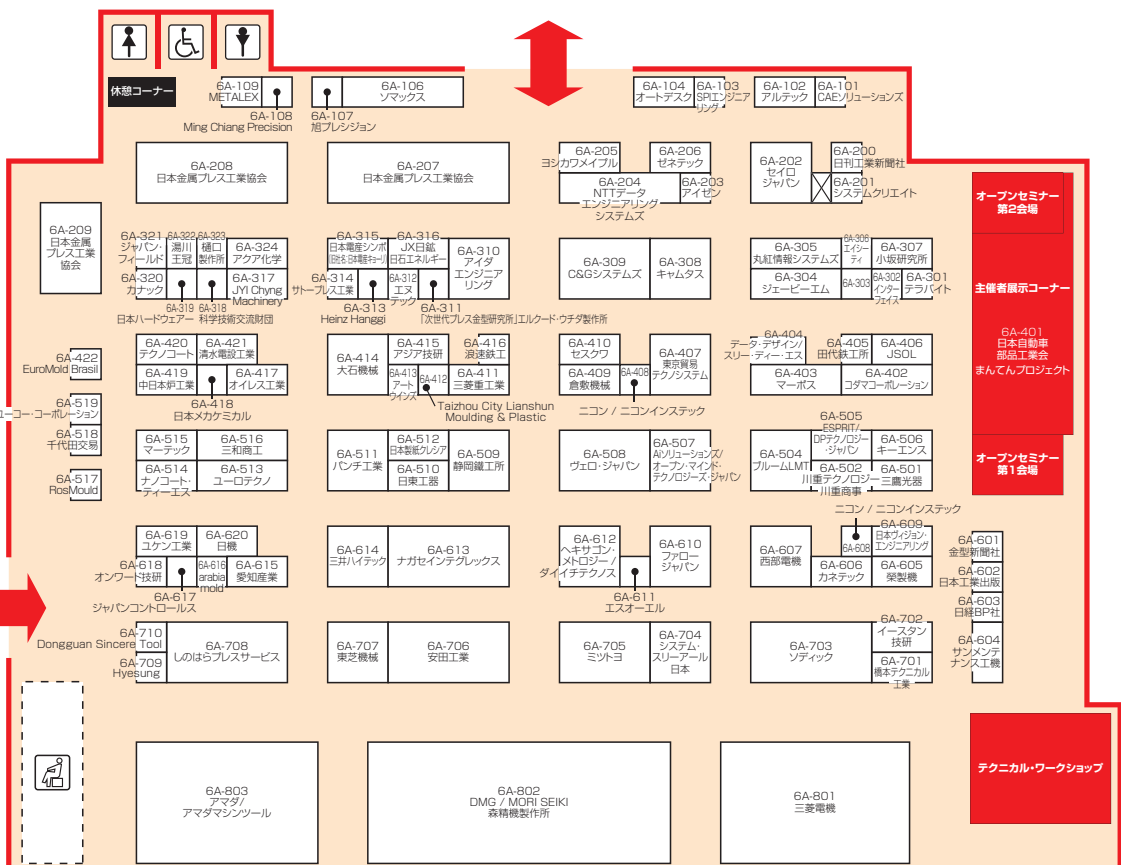 休憩コーナー
6A-109
METALEX
6A-108
Ming Chiang Precision
6A-107
旭プレシジョン
6A-106
ソマックス
6A-104
オートデスク
6A-103
SPIエンジニア
リング
6A-102
アルテック
6A-101
CAEソリューションズ
6A-208
日本金属プレス工業協会
6A-207
日本金属プレス工業協会
6A-205
ヨシカワメイプル
6A-206
ゼネテック
6A-204
NTTデータ
エンジニアリング
システムズ
6A-203
アイゼン
6A-202
セイロ
ジャパン
6A-200
日刊工業新聞社
6A-201
システムクリエイト
オープンセミナー
第2会場
6A-209
日本金属
プレス工業
協会
6A-321
ジャパン・
フィールド
6A-322
湯川
王冠
6A-323
樋口
製作所
6A-324
アクア化学
6A-320
カナック
6A-317
JYI Chyng
Machinery
6A-319
日本ハードウェアー
6A-318
科学技術交流財団
6A-315
日本電産シンポ
(旧社名:日本電産キョーリ)
6A-316
JX日鉱
日石エネルギー
6A-310
アイダ
エンジニア
リング
6A-314
サトープレス工業
6A-312
エヌ
テック
6A-313
Heinz Hanggi
6A-311
「次世代プレス金型研究所」エルクード・ウチダ製作所
6A-309
C&Gシステムズ
6A-308
キャムタス
6A-305
丸紅情報システムズ
6A-306
エイシー
ティ
6A-307
小坂研究所
6A-304
ジェービーエム
6A-303
6A-302
インター
フェイス
6A-301
テラバイト
主催者展示コーナー
6A-401
日本自動車
部品工業会
まんてんプロジェクト
6A-422
EuroMold Brasil
6A-420
テクノコート
6A-421
清水電設工業
6A-419
中日本炉工業
6A-417
オイレス工業
6A-418
日本メカケミカル
6A-414
大石機械
6A-415
アジア技研
6A-416
浪速鉄工
6A-413
アート
ウインズ
6A-412
6A-411
三菱重工業
Taizhou City Lianshun
Moulding & Plastic
6A-410
セスクワ
6A-409
倉敷機械
6A-408
6A-407
東京貿易
テクノシステム
ニコン / ニコンインステック
6A-404
データ・デザイン/
スリー・ディー・エス
6A-405
田代鉄工所
6A-406
JSOL
6A-403
マーポス
6A-402
コダマコーポレーション
6A-519
ユーコー・コーポレーション
6A-518
千代田交易
6A-517
RosMould
6A-515
マーテック
6A-516
三和商工
6A-514
ナノコート・
ティーエス
6A-513
ユーロテクノ
6A-511
パンチ工業
6A-512
日本製紙クレシア
6A-510
日東工器
6A-509
静岡鐵工所
6A-508
ヴェロ・ジャパン
6A-507
AIソリューションズ/
オープン・マインド・
テクノロジーズ・ジャパン
6A-504
ブルームLMT
6A-505
ESPRIT/
DPテクノロジー
・ジャパン
6A-506
キーエンス
6A-502
川重テクノロジー
川重商事
6A-501
三鷹光器
オープンセミナー
第1会場
6A-619
ユケン工業
6A-620
日機
6A-618
オンワード技研
6A-616
arabia
mold
6A-615
愛知産業
6A-617
ジャパンコントロールス
6A-614
三井ハイテック
6A-613
ナガセインテグレックス
6A-612
ヘキサゴン・
メトロジー/
ダイイチテクノス
6A-610
ファロー
ジャパン
6A-611
エスオーエル
ニコン / ニコンインステック
6A-607
西部電機
6A-608
6A-609
日本ヴィジョン・
エンジニアリング
6A-606
カネテック
6A-605
榮製機
6A-601
金型新聞社
6A-602
日本工業出版
6A-603
日経BP社
6A-604
サンメンテ
ナンス工機
6A-710
Dongguan Sincere Tool
6A-709
Hyesung
6A-708
しのはらプレスサービス
6A-707
東芝機械
6A-706
安田工業
6A-705
ミツトヨ
6A-704
システム・
スリーアール
日本
6A-703
ソディック
6A-702
イースタン
技研
6A-701
橋本テクニカル
工業
6A-803
アマダ/
アマダマシンツール
6A-802
DMG / MORI SEIKI
森精機製作所
6A-801
三菱電機
テクニカル・ワークショップ